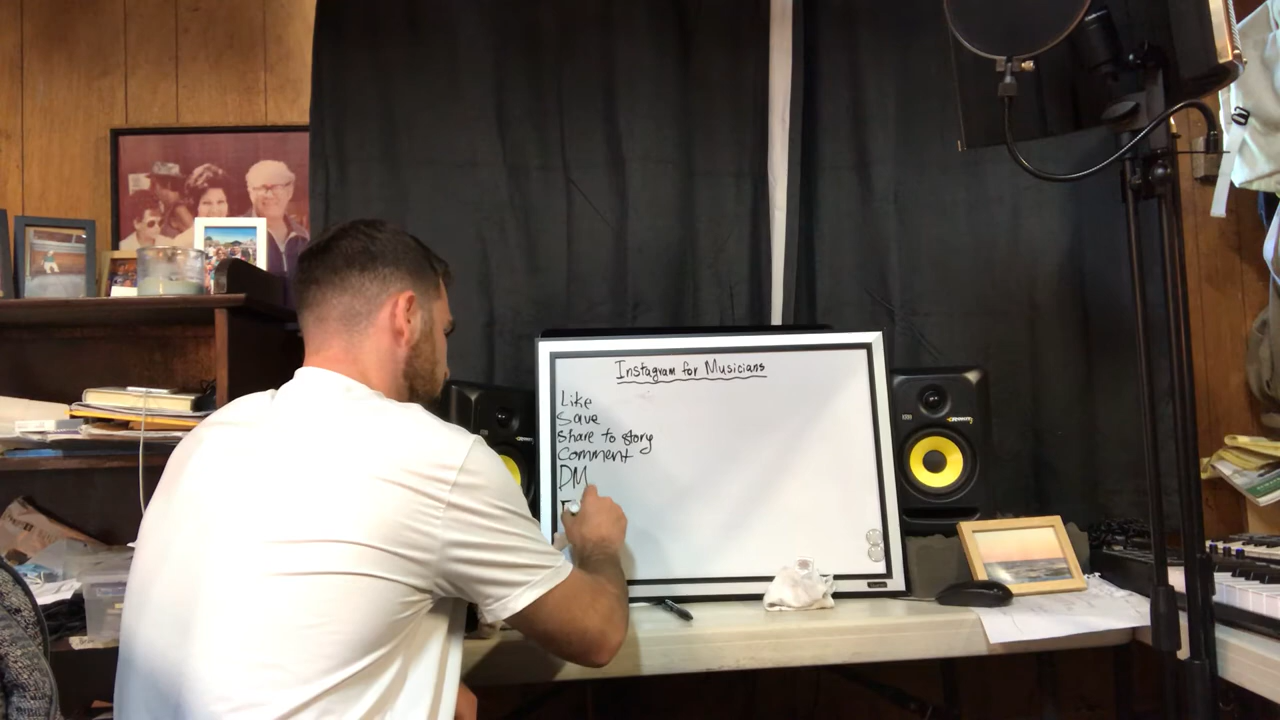 Instagram for Musicians
Like
Save
Share to story
Comment
DM